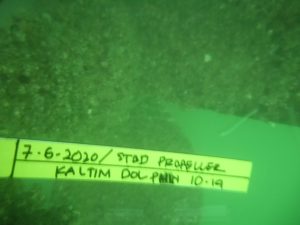 7-6-2020/ STBD PROPELLER
KALTIM DOLPHIN 10-19